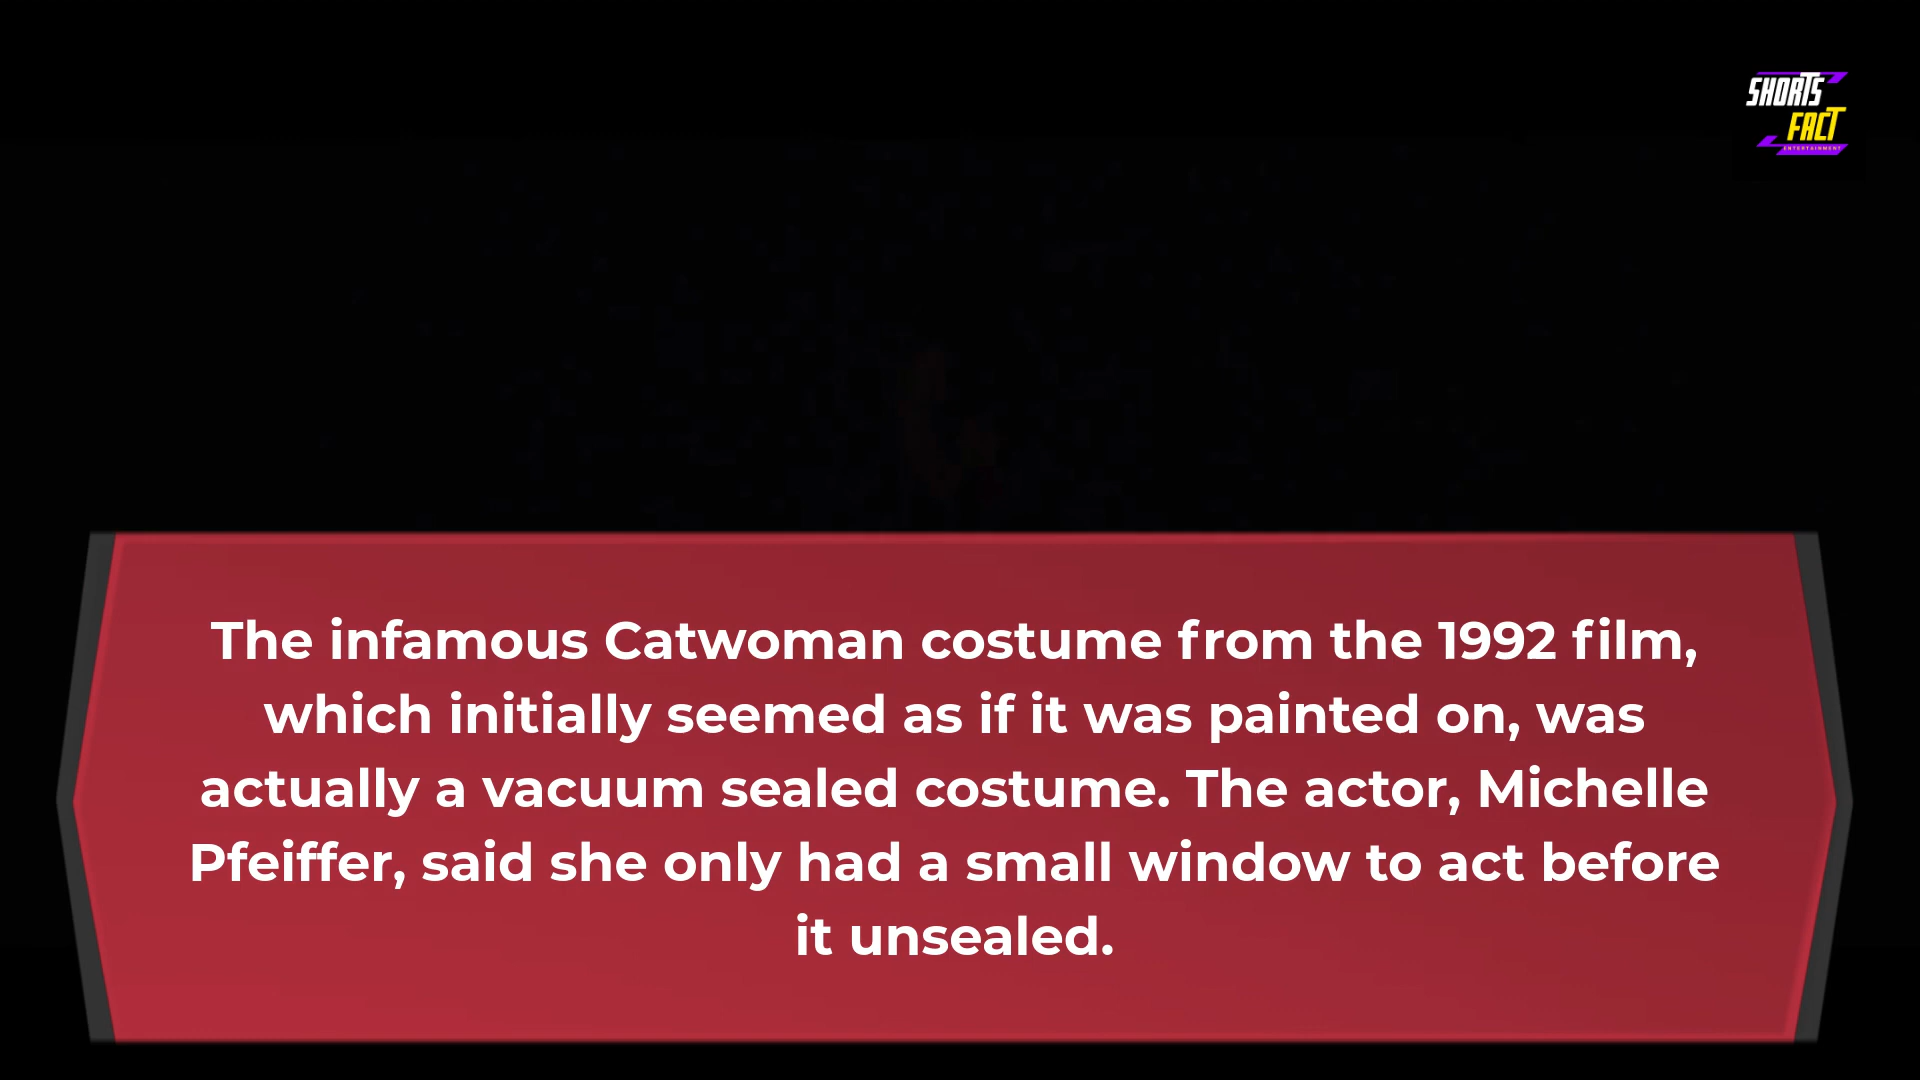 SHORTS
FACT
ENTERTAINMENT
The infamous Catwoman costume from the 1992 film,
which initially seemed as if it was painted on, was
actually a vacuum sealed costume. The actor, Michelle
Pfeiffer, said she only had a small window to act before
it unsealed.